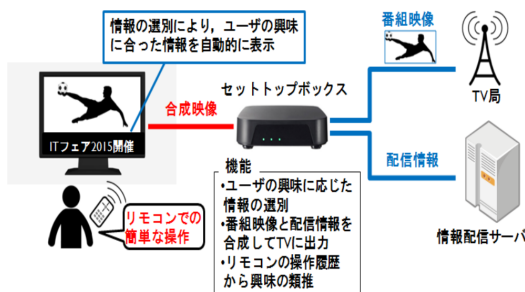 情報の選別により，ユーザの興味
に合った情報を自動的に表示
番組映像
セットトップボックス
TV局
合成映像
ITフェア2015開催
配信情報
機能
・ユーザの興味に応じた
情報の選別
・番組映像と配信情報を
合成してTVに出力
・リモコンの操作履歴
から興味の類推
リモコンでの
簡単な操作
情報配信サーバ